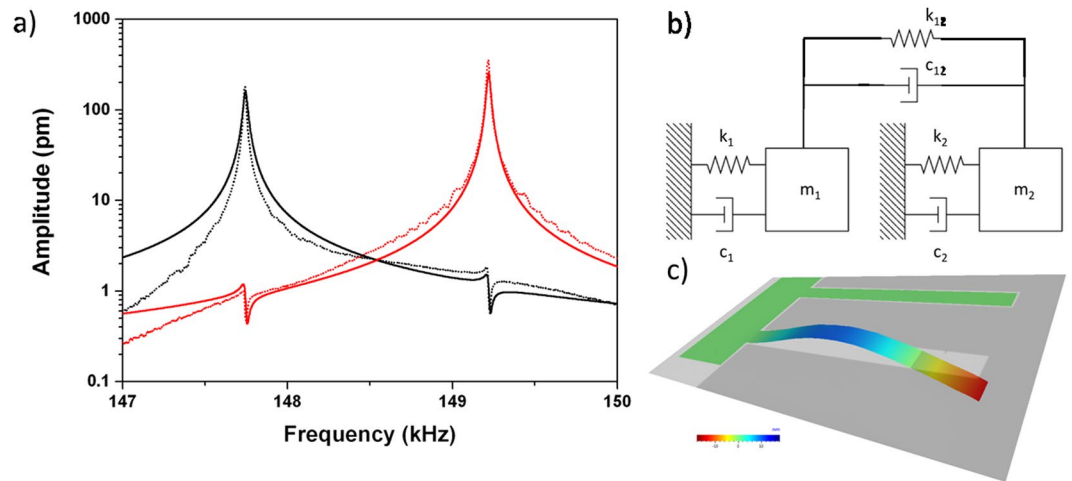 a)
1000
100
10
1
0.1
Amplitude (pm)
147
148
149
150
Frequency (kHz)
b)
k12
c12
k1
k2
m1
m2
c1
c2
c)